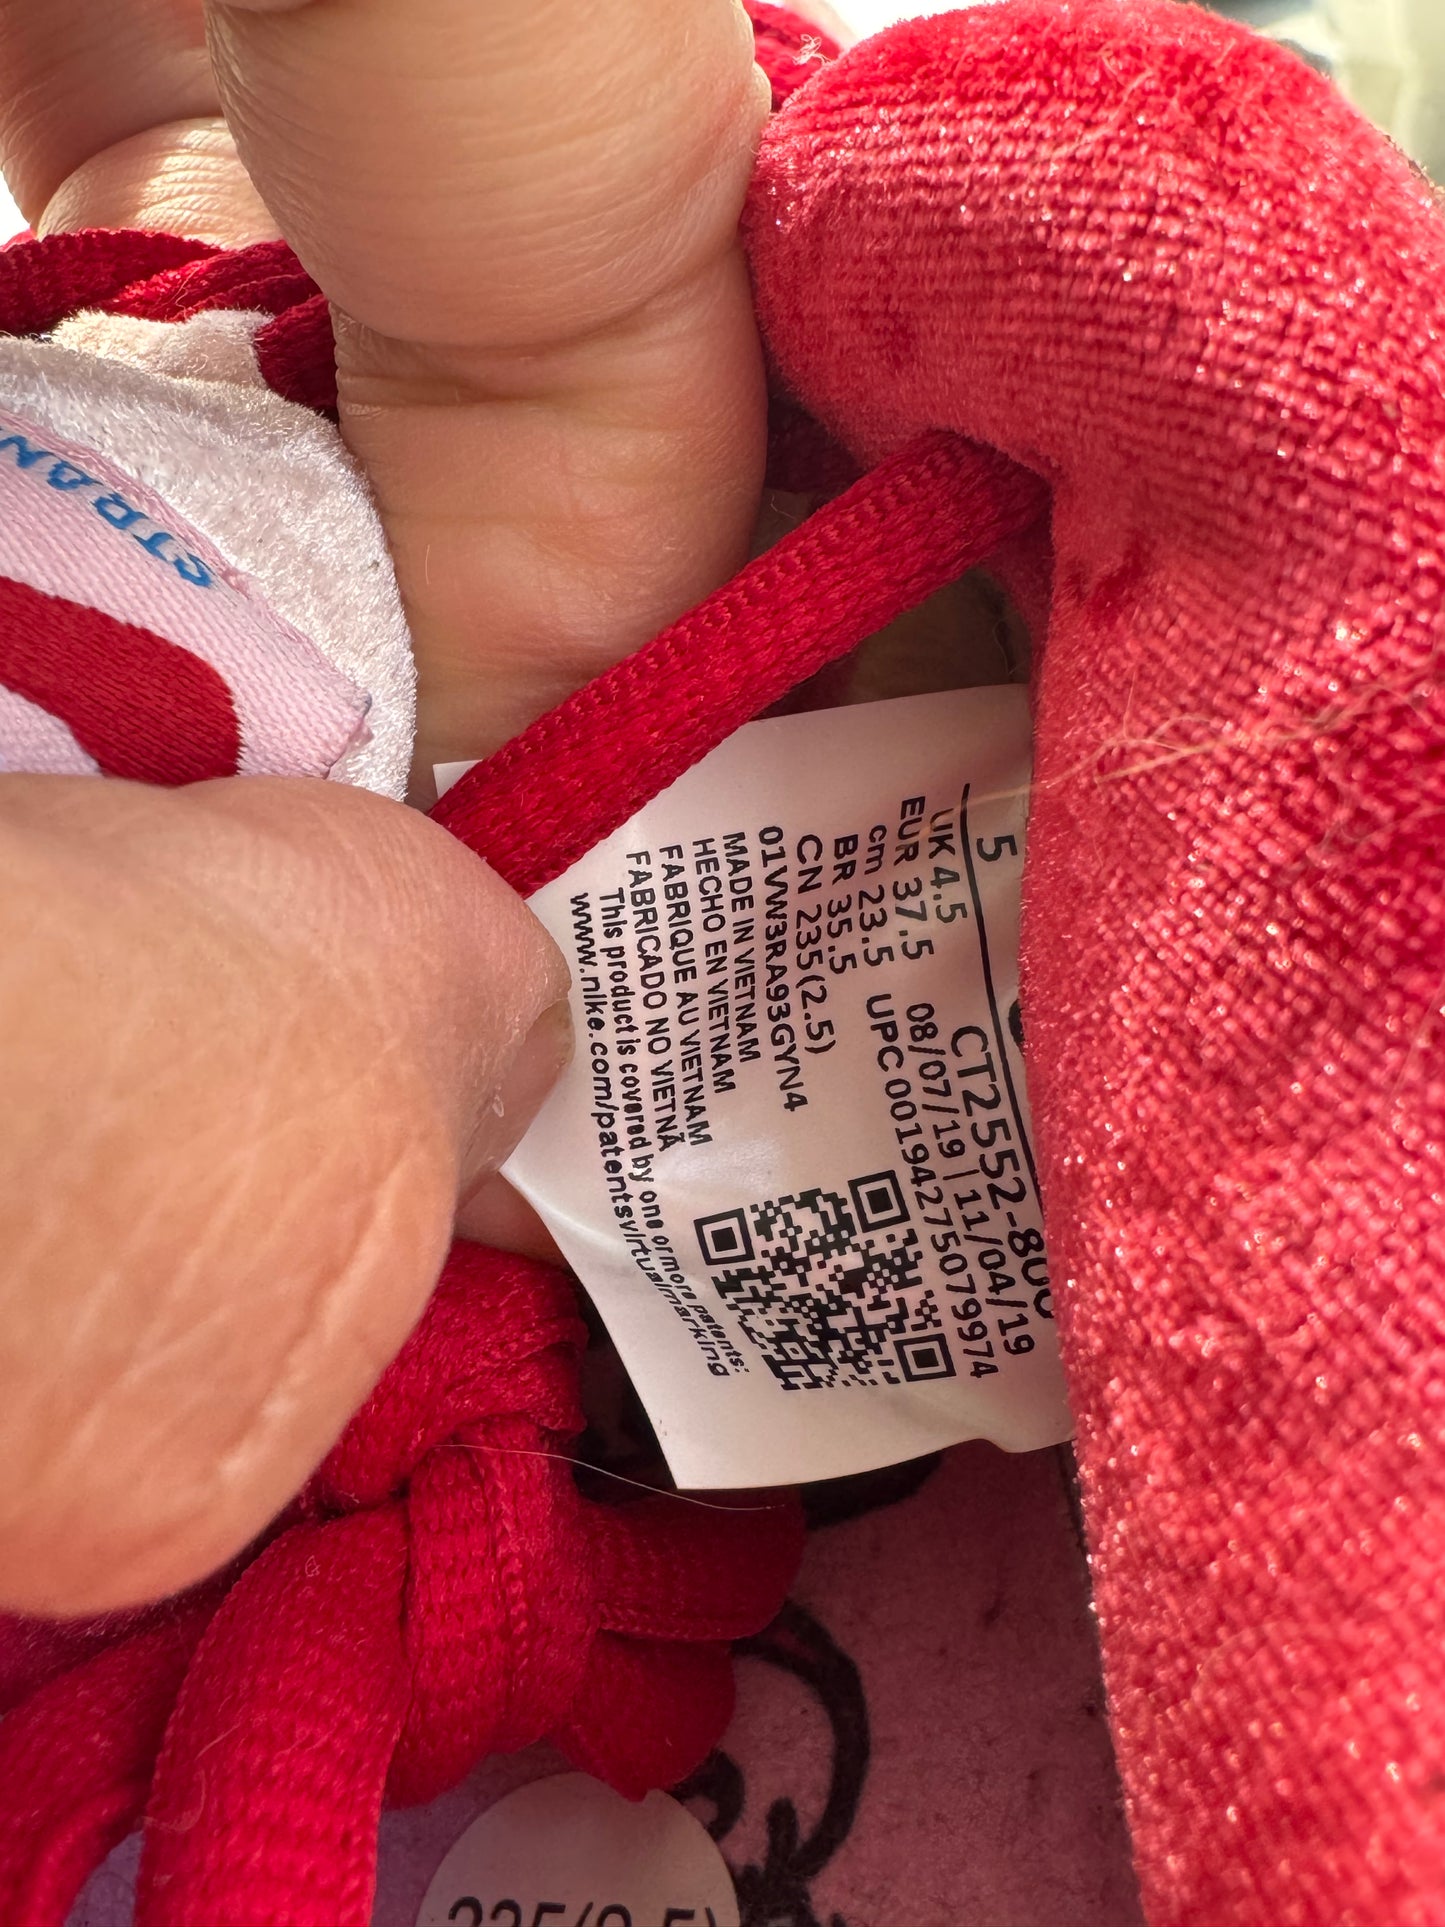 5
CT2552-800
UK 4.5
EUR 37.5 08/07/19 | 11/04/19
cm 23.5 UPC 00194275079974
BR 35.5
CN 235(2.5)
01VW3RA93GYN4
MADE IN VIETNAM
HECHO EN VIETNAM
FABRIQUE AU VIETNAM
FABRICADO NO VIETNÃ
This product is covered by one or more patents:
www.nike.com/patentsvirtualmarking
STRAN